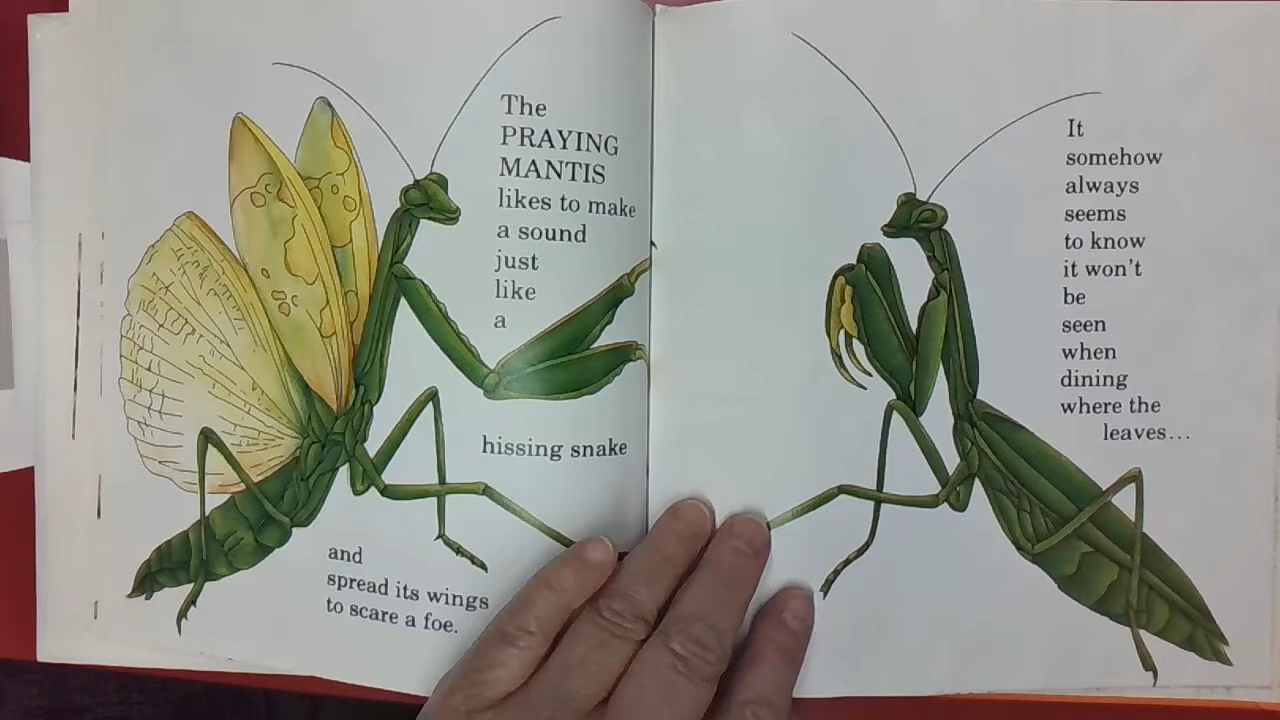 The
PRAYING
MANTIS
likes to make
a sound
just
like
a
hissing snake
and
spread its wings
to scare a foe.
It
somehow
always
seems
to know
it won't
be
seen
when
dining
where the
leaves...